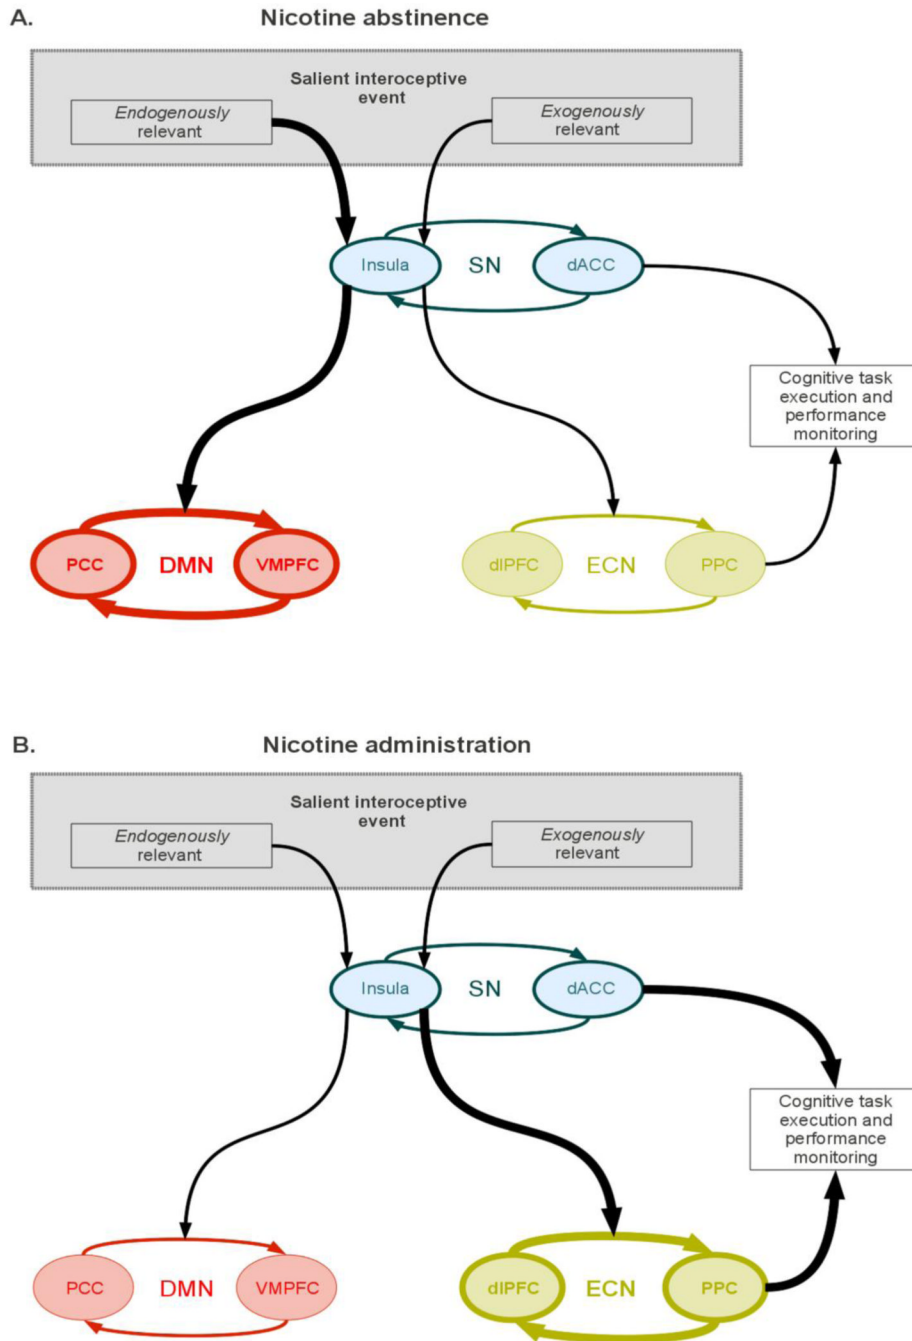 A.
Nicotine abstinence
Salient interoceptive
event
Endogenously
relevant
Exogenously
relevant
Insula
SN
dACC
Cognitive task
execution and
performance
monitoring
PCC
DMN
VMPFC
dlPFC
ECN
PPC
B.
Nicotine administration
Salient interoceptive
event
Endogenously
relevant
Exogenously
relevant
Insula
SN
dACC
Cognitive task
execution and
performance
monitoring
PCC
DMN
VMPFC
dlPFC
ECN
PPC